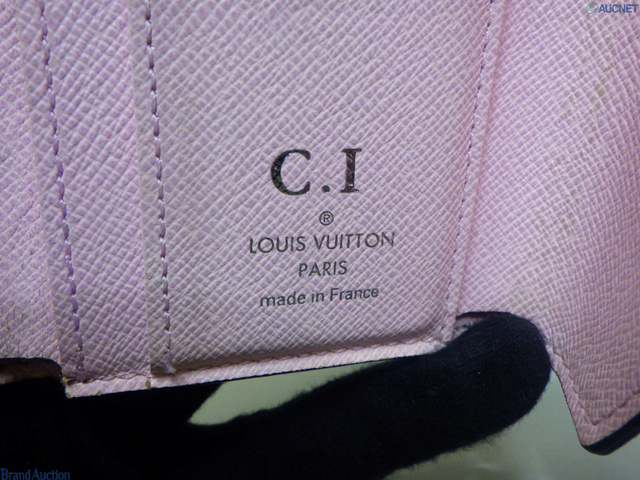 AUCNET
C.I
®
LOUIS VUITTON
PARIS
made in France
Brand Auction